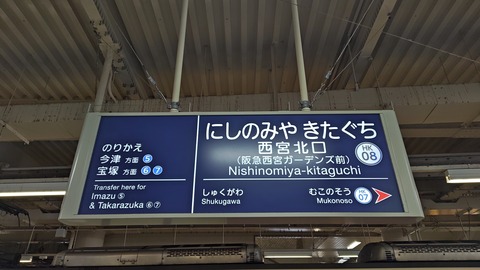 のりかえ
今津 方面 5
宝塚 方面 6 7
Transfer here for
Imazu ⑤
& Takarazuka ⑥⑦
にしのみや きたぐち
西宮北口
(阪急西宮ガーデンズ前)
Nishinomiya-kitaguchi
HK
08
しゅくがわ
Shukugawa
むこのそう
Mukonoso
HK
07